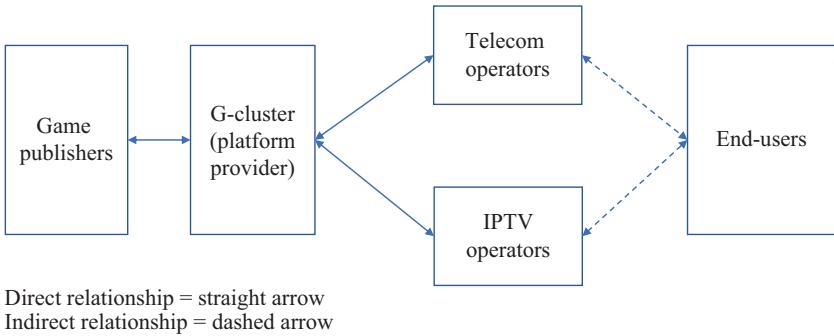 Game
publishers
G-cluster
(platform
provider)
Telecom
operators
IPTV
operators
End-users
Direct relationship = straight arrow
Indirect relationship = dashed arrow